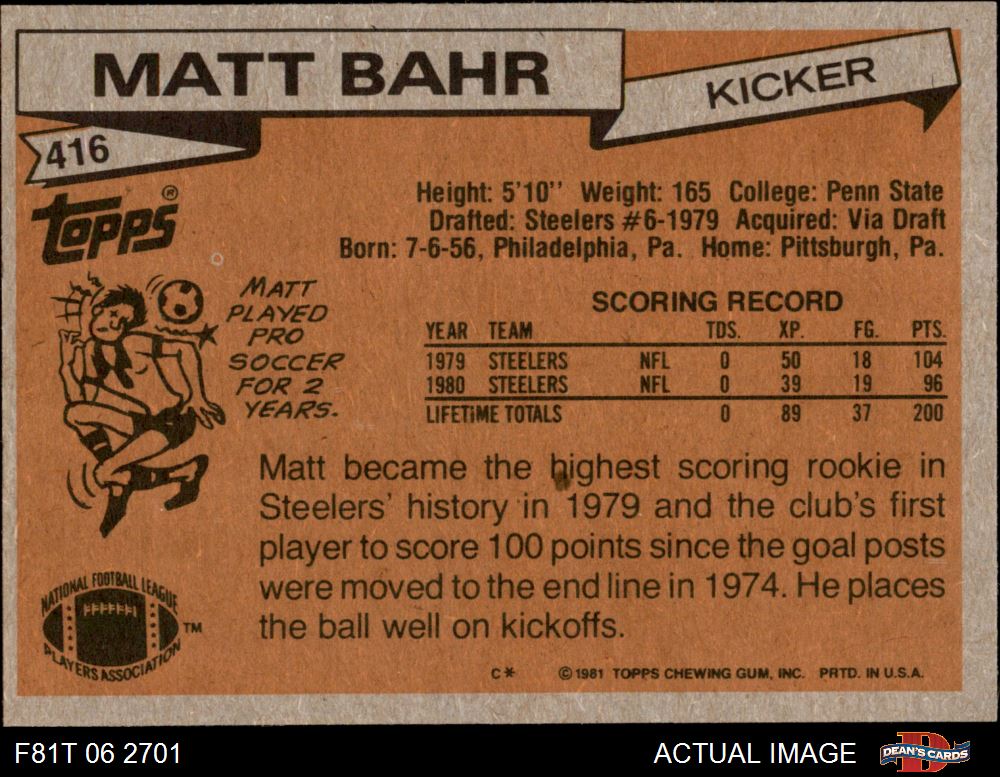 MATT BAHR
KICKER
416
Topps®
Height: 5'10'' Weight: 165 College: Penn State
Drafted: Steelers #6-1979 Acquired: Via Draft
Born: 7-6-56, Philadelphia, Pa. Home: Pittsburgh, Pa.
MATT
PLAYED
PRO
SOCCER
FOR 2
YEARS.
SCORING RECORD
YEAR TEAM TDS. XP. FG. PTS.
1979 STEELERS NFL 0 50 18 104
1980 STEELERS NFL 0 39 19 96
LIFETIME TOTALS 0 89 37 200
Matt became the highest scoring rookie in
Steelers' history in 1979 and the club's first
player to score 100 points since the goal posts
were moved to the end line in 1974. He places
the ball well on kickoffs.
NATIONAL FOOTBALL LEAGUE
PLAYERS ASSOCIATION
TM
C* ©1981 TOPPS CHEWING GUM, INC. PRTD. IN U.S.A.
F81T 06 2701
ACTUAL IMAGE
D
DEAN'S CARDS